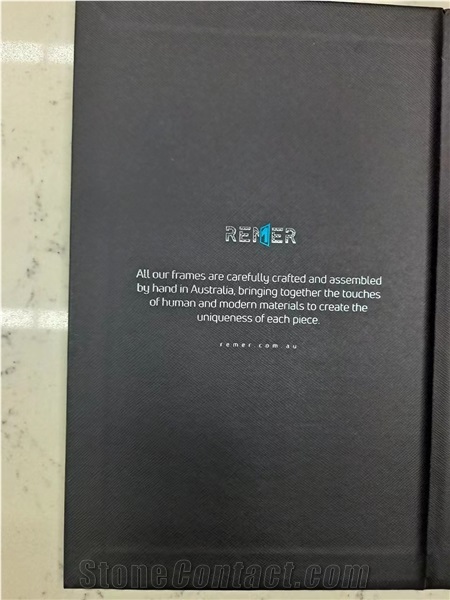 REMER
All our frames are carefully crafted and assembled
by hand in Australia, bringing together the touches
of human and modern materials to create the
uniqueness of each piece.
remer.com.au
StoneContact.com